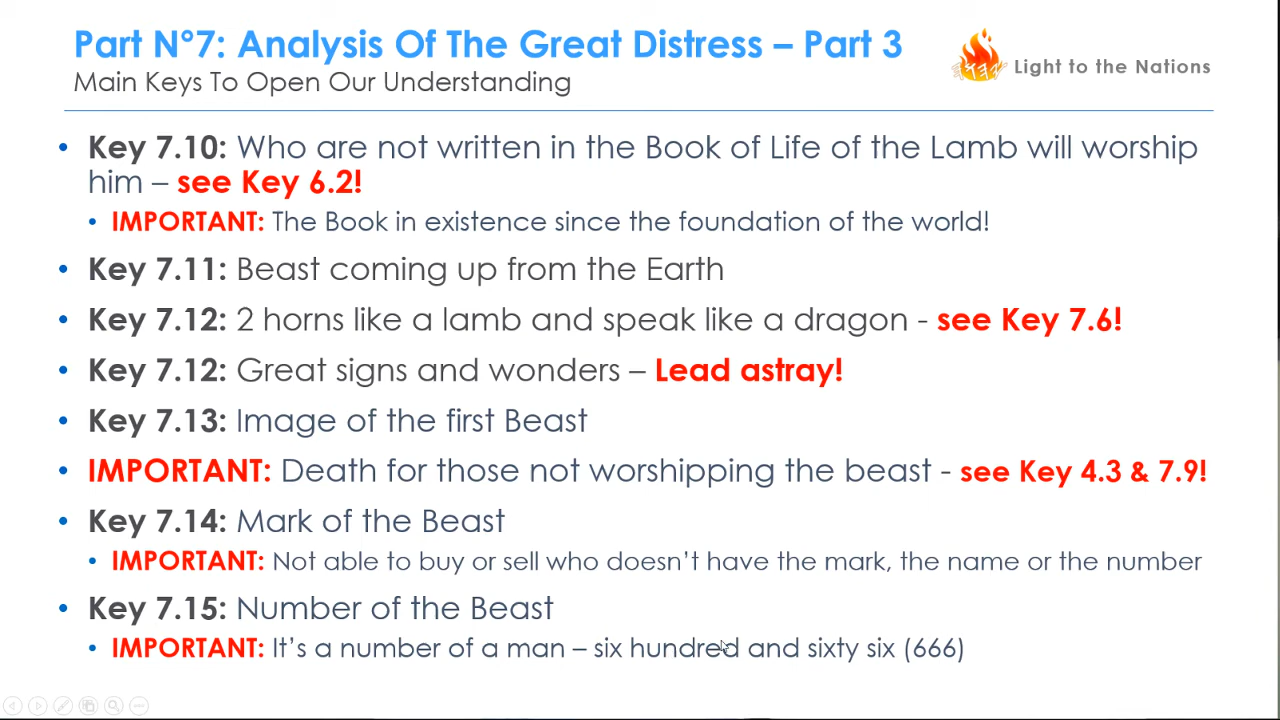 Part N°7: Analysis Of The Great Distress – Part 3
Main Keys To Open Our Understanding
Light to the Nations
• Key 7.10: Who are not written in the Book of Life of the Lamb will worship
him – see Key 6.2!
• IMPORTANT: The Book in existence since the foundation of the world!
• Key 7.11: Beast coming up from the Earth
• Key 7.12: 2 horns like a lamb and speak like a dragon - see Key 7.6!
• Key 7.12: Great signs and wonders – Lead astray!
• Key 7.13: Image of the first Beast
• IMPORTANT: Death for those not worshipping the beast - see Key 4.3 & 7.9!
• Key 7.14: Mark of the Beast
• IMPORTANT: Not able to buy or sell who doesn't have the mark, the name or the number
• Key 7.15: Number of the Beast
• IMPORTANT: It's a number of a man – six hundred and sixty six (666)